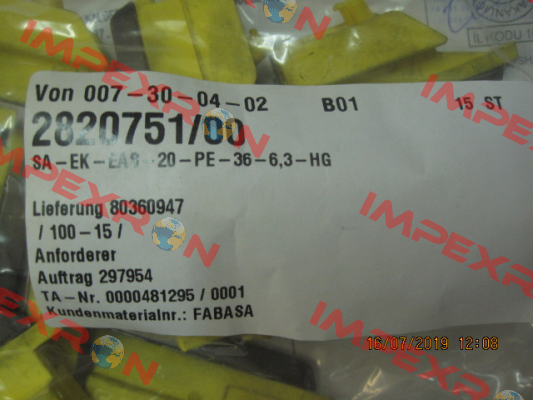 Von 007-30-04-02 B01 15 ST
2820751/00
SA-EK-EAS-20-PE-36-6,3-HG
Lieferung 80360947
/ 100-15 /
Anforderer
Auftrag 297954
TA-Nr. 0000481295 / 0001
Kundenmaterialnr.: FABASA
IL KODU
IMPEXRON
IMPEXRON
IMPEXRON
16/07/2019 12:08